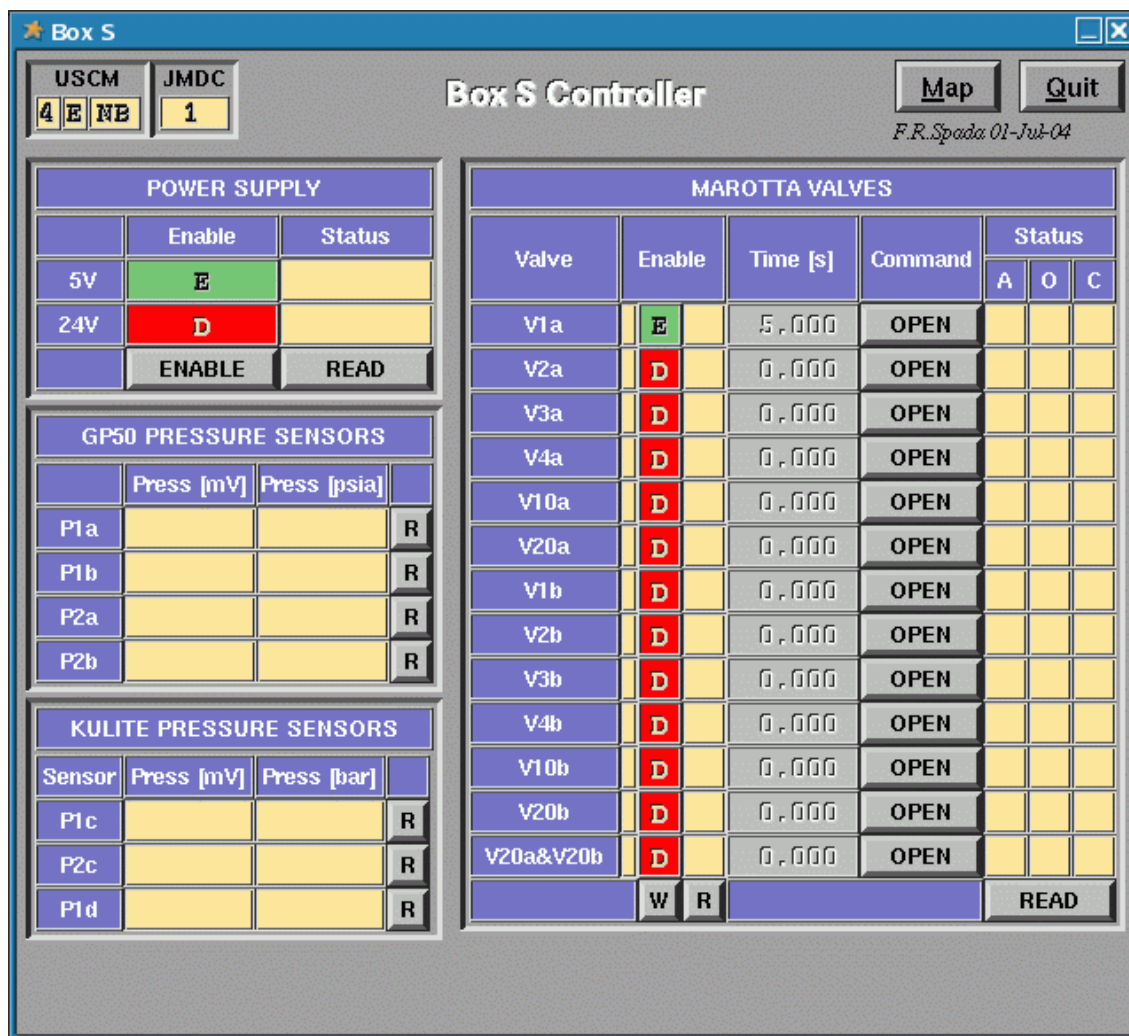 Box S
USCM JMDC
4 E NB 1
Box S Controller
Map Quit
F.R.Spada 01-Jul-04
POWER SUPPLY
Enable Status
5V E
24V D
ENABLE READ
GP50 PRESSURE SENSORS
Press [mV] Press [psia]
P1a R
P1b R
P2a R
P2b R
KULITE PRESSURE SENSORS
Sensor Press [mV] Press [bar]
P1c R
P2c R
P1d R
MAROTTA VALVES
Valve Enable Time [s] Command Status
A O C
V1a E 5.000 OPEN
V2a D 0.000 OPEN
V3a D 0.000 OPEN
V4a D 0.000 OPEN
V10a D 0.000 OPEN
V20a D 0.000 OPEN
V1b D 0.000 OPEN
V2b D 0.000 OPEN
V3b D 0.000 OPEN
V4b D 0.000 OPEN
V10b D 0.000 OPEN
V20b D 0.000 OPEN
V20a&V20b D 0.000 OPEN
W R READ